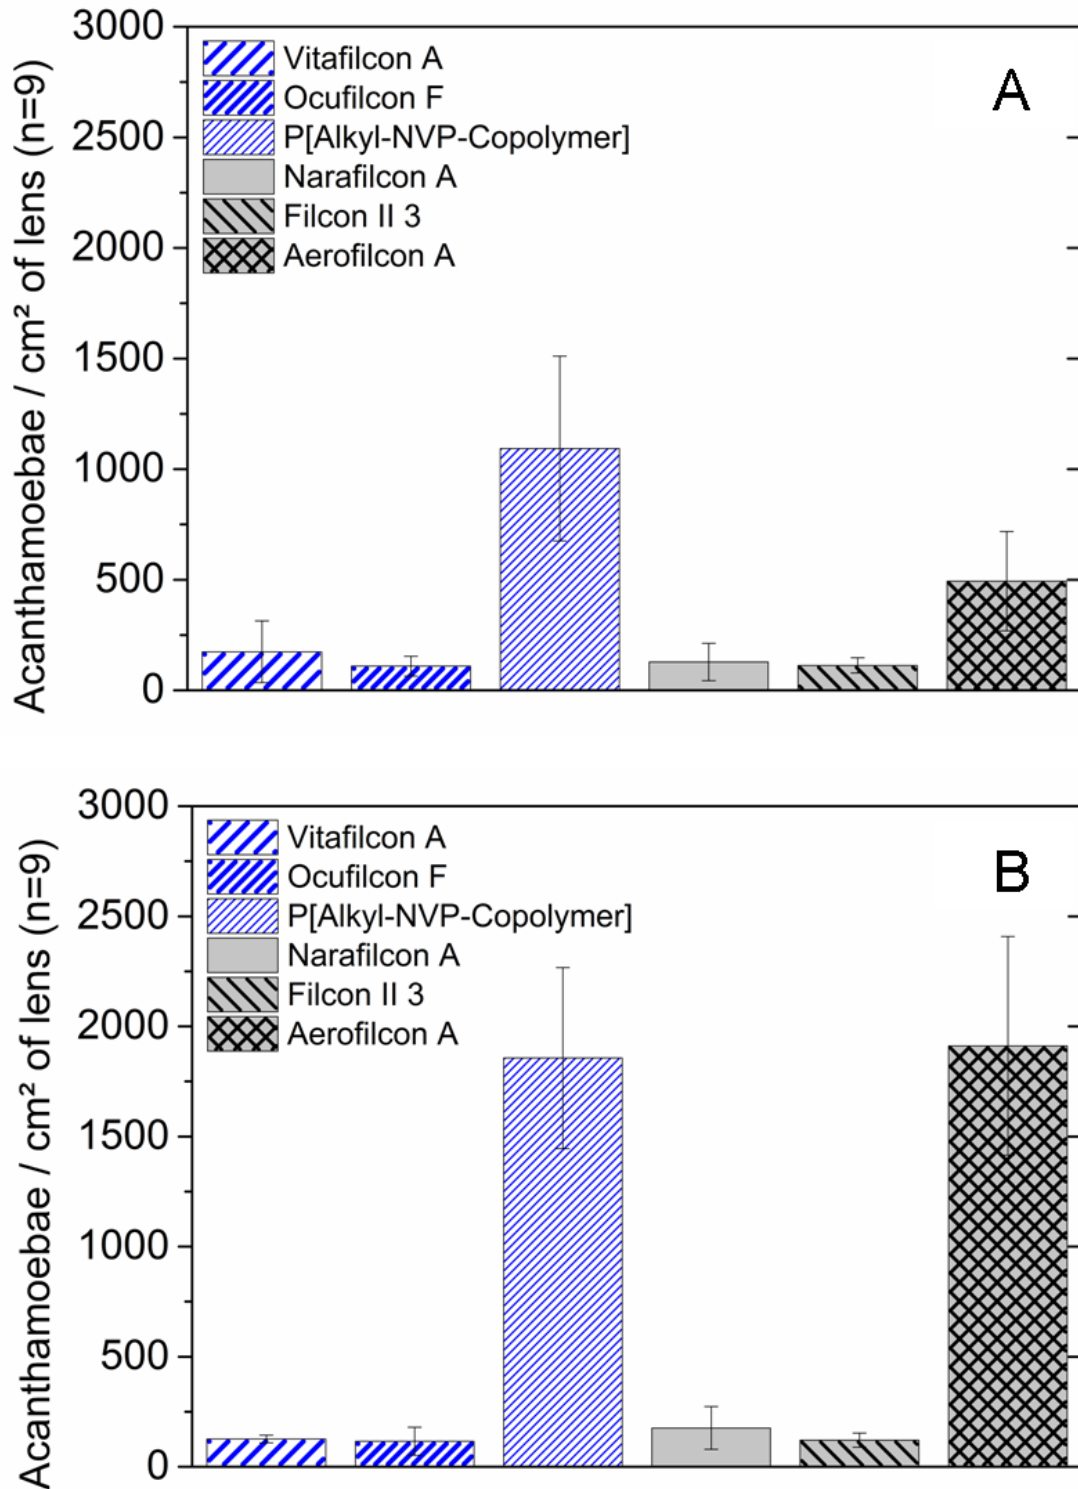 Acanthamoebae / cm² of lens (n=9)
3000
2500
2000
1500
1000
500
0
Vitafilcon A
Ocufilcon F
P[Alkyl-NVP-Copolymer]
Narafilcon A
Filcon II 3
Aerofilcon A
A
Acanthamoebae / cm² of lens (n=9)
3000
2500
2000
1500
1000
500
0
Vitafilcon A
Ocufilcon F
P[Alkyl-NVP-Copolymer]
Narafilcon A
Filcon II 3
Aerofilcon A
B